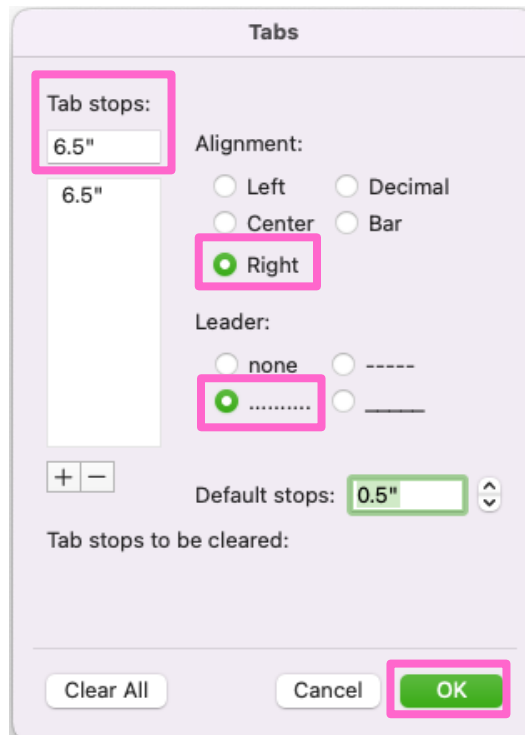 Tabs
Tab stops:
6.5"
6.5"
Alignment:
Left
Decimal
Center
Bar
Right
Leader:
none
-----
..........
_____
+ −
Default stops: 0.5"
Tab stops to be cleared:
Clear All
Cancel
OK